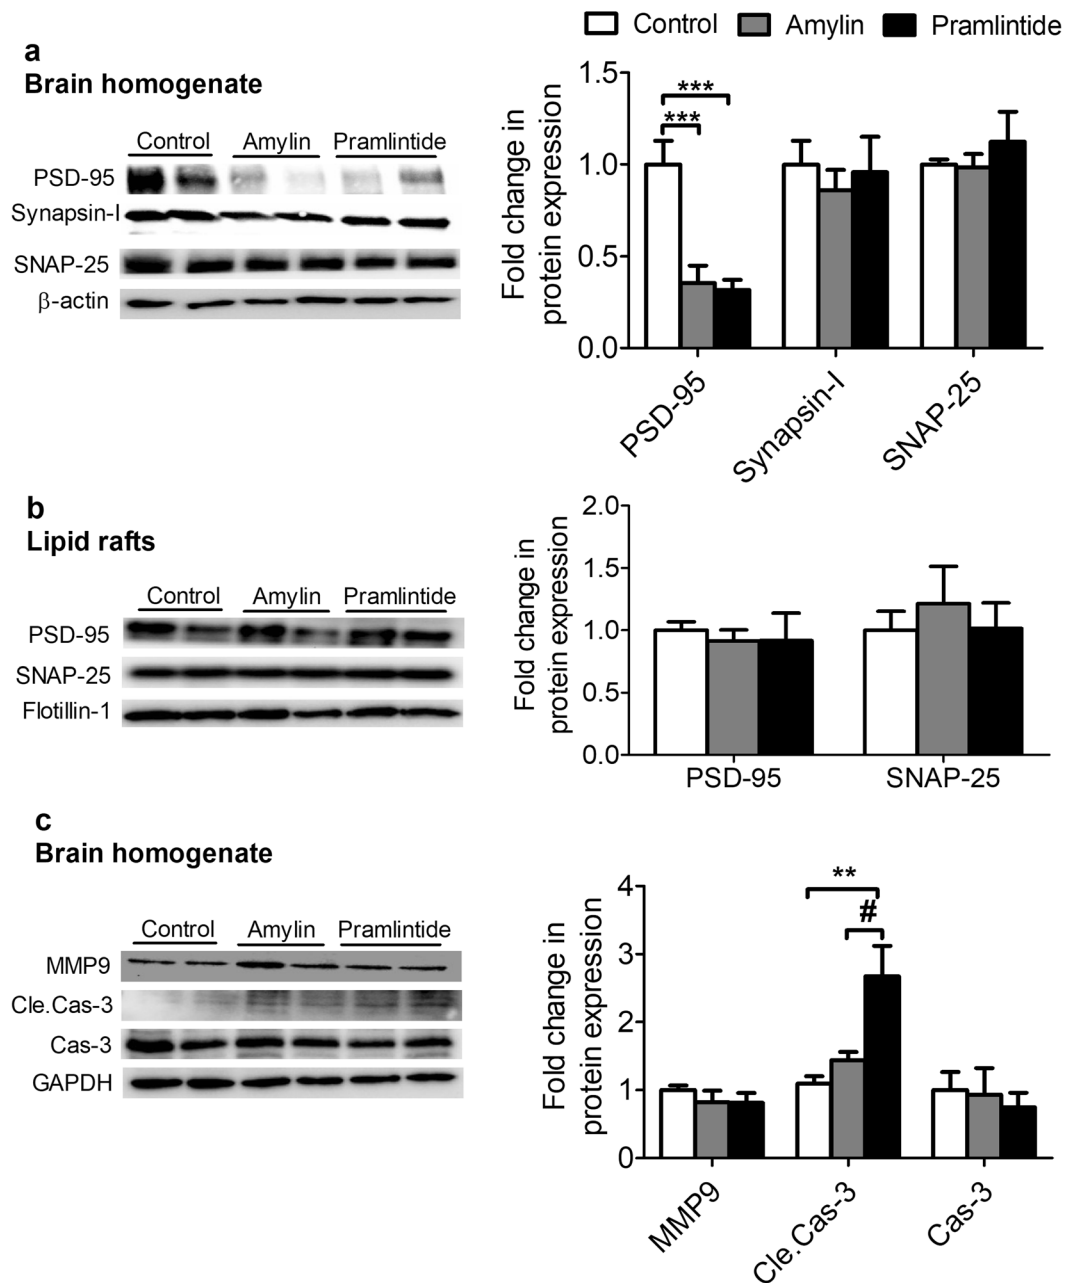 Control Amylin Pramlintide
a
Brain homogenate
Control Amylin Pramlintide
PSD-95
Synapsin-I
SNAP-25
β-actin
Fold change in
protein expression
1.5
1.0
0.5
0.0
***
***
PSD-95
Synapsin-I
SNAP-25
b
Lipid rafts
Control Amylin Pramlintide
PSD-95
SNAP-25
Flotillin-1
Fold change in
protein expression
2.0
1.5
1.0
0.5
0.0
PSD-95 SNAP-25
c
Brain homogenate
Control Amylin Pramlintide
MMP9
Cle.Cas-3
Cas-3
GAPDH
Fold change in
protein expression
4
3
2
1
0
**
#
MMP9
Cle.Cas-3
Cas-3